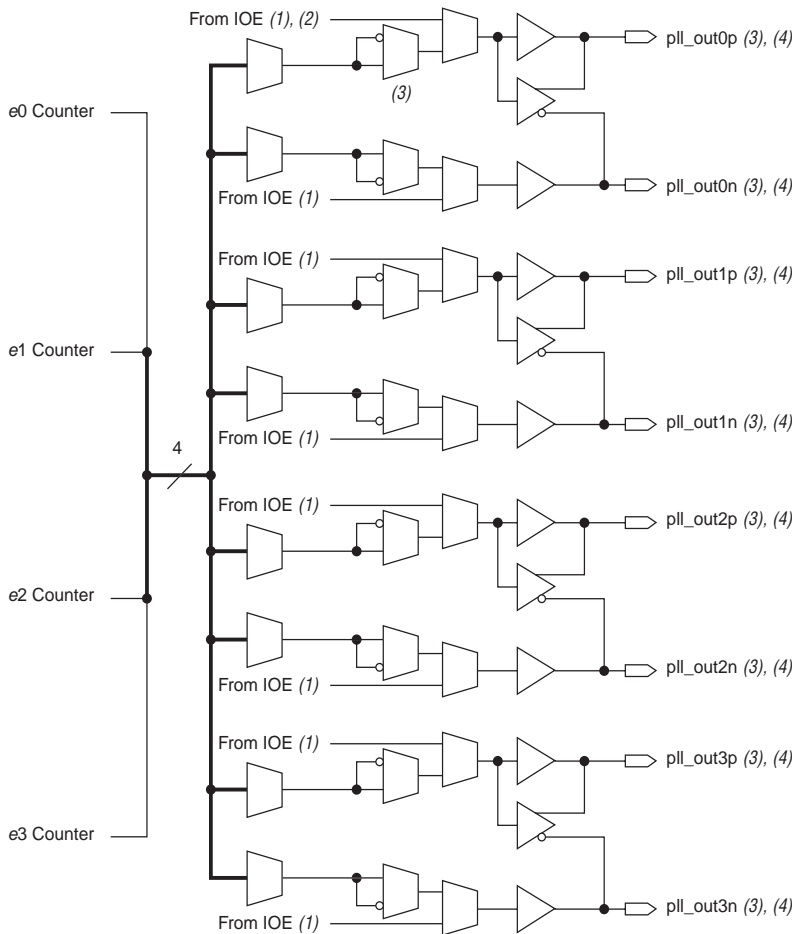 From IOE (1), (2)
pll_out0p (3), (4)
(3)
e0 Counter
From IOE (1)
pll_out0n (3), (4)
From IOE (1)
pll_out1p (3), (4)
e1 Counter
From IOE (1)
pll_out1n (3), (4)
4
From IOE (1)
pll_out2p (3), (4)
e2 Counter
From IOE (1)
pll_out2n (3), (4)
From IOE (1)
pll_out3p (3), (4)
e3 Counter
From IOE (1)
pll_out3n (3), (4)